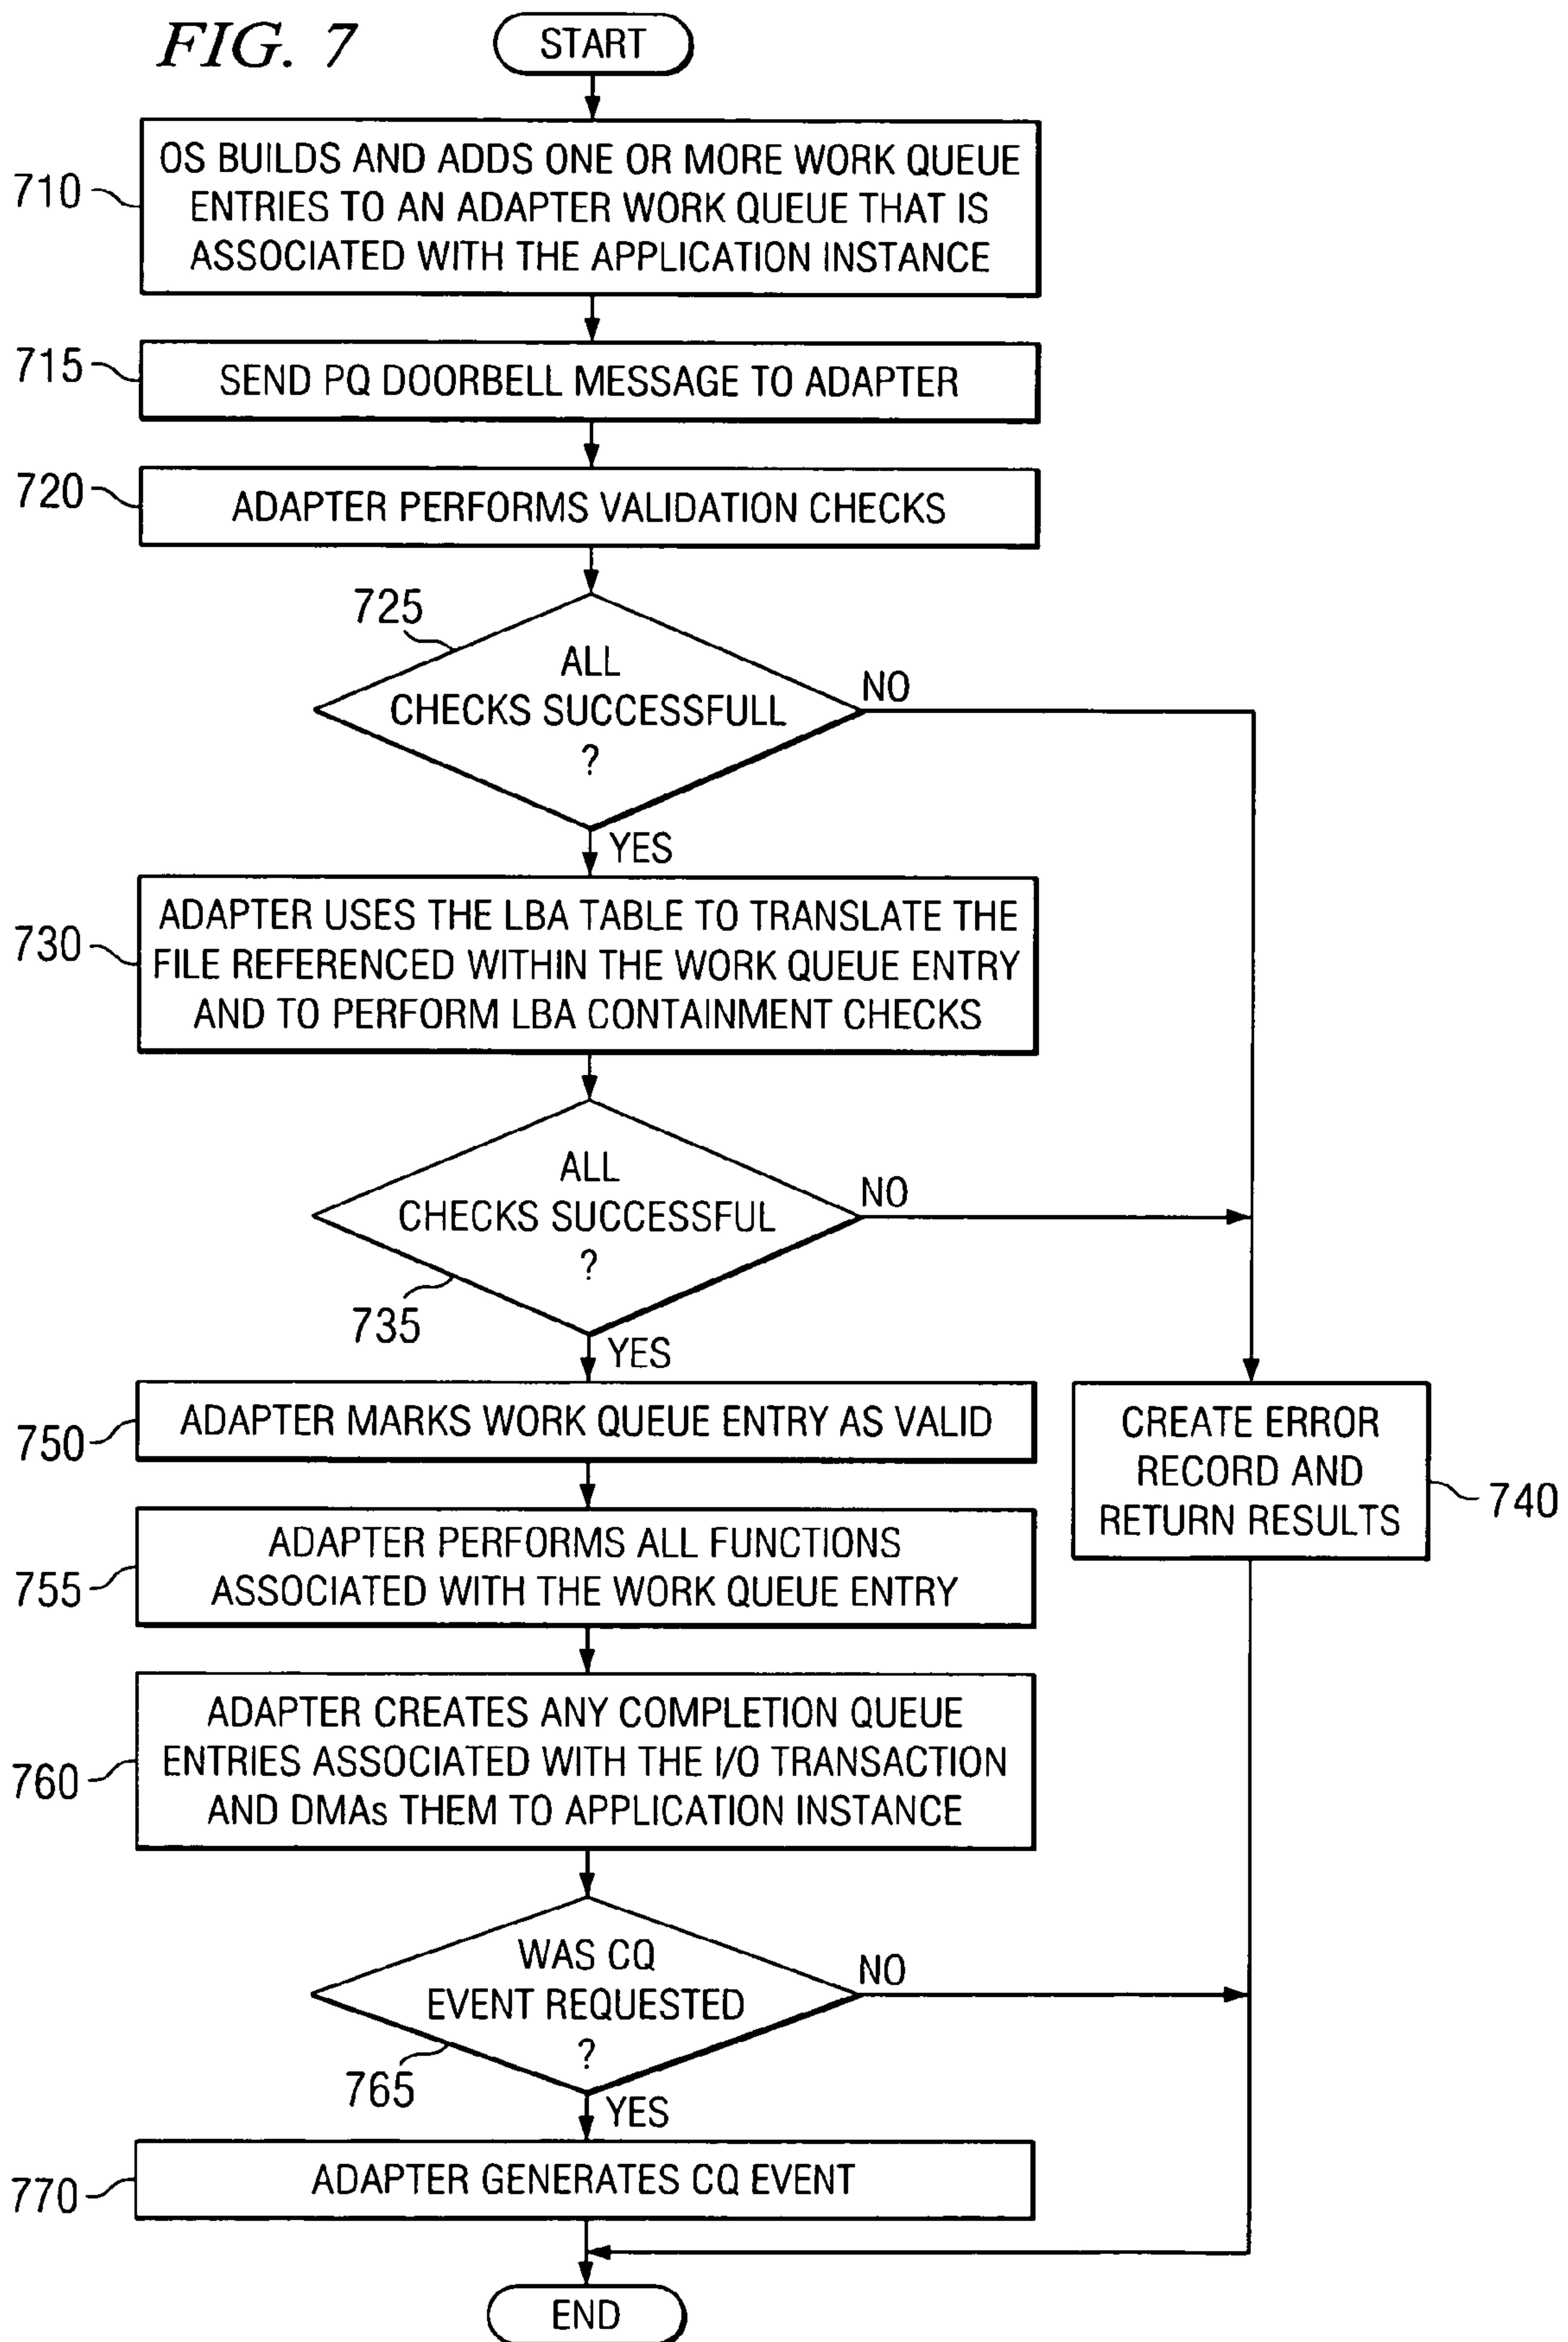 FIG. 7
START
710
OS BUILDS AND ADDS ONE OR MORE WORK QUEUE
ENTRIES TO AN ADAPTER WORK QUEUE THAT IS
ASSOCIATED WITH THE APPLICATION INSTANCE
715
SEND PQ DOORBELL MESSAGE TO ADAPTER
720
ADAPTER PERFORMS VALIDATION CHECKS
725
ALL
CHECKS SUCCESSFULL
?
NO
YES
730
ADAPTER USES THE LBA TABLE TO TRANSLATE THE
FILE REFERENCED WITHIN THE WORK QUEUE ENTRY
AND TO PERFORM LBA CONTAINMENT CHECKS
ALL
CHECKS SUCCESSFUL
?
NO
735
YES
750
ADAPTER MARKS WORK QUEUE ENTRY AS VALID
CREATE ERROR
RECORD AND
RETURN RESULTS
740
755
ADAPTER PERFORMS ALL FUNCTIONS
ASSOCIATED WITH THE WORK QUEUE ENTRY
760
ADAPTER CREATES ANY COMPLETION QUEUE
ENTRIES ASSOCIATED WITH THE I/O TRANSACTION
AND DMAs THEM TO APPLICATION INSTANCE
WAS CQ
EVENT REQUESTED
?
NO
765
YES
770
ADAPTER GENERATES CQ EVENT
END